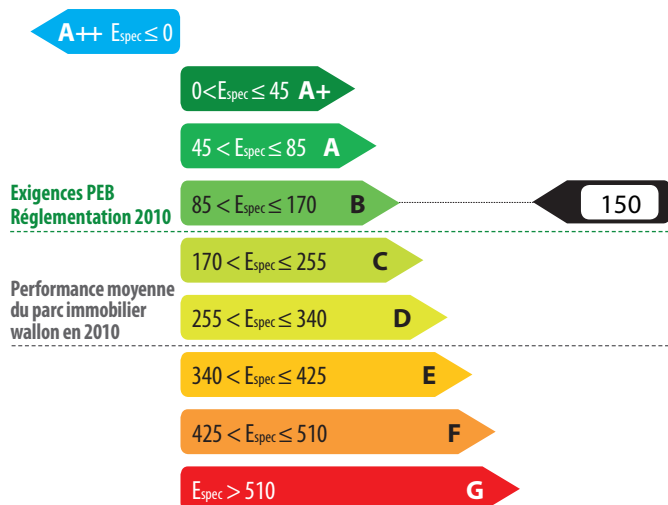 A++ Espec ≤ 0
0<Espec ≤ 45 A+
45 < Espec ≤ 85 A
Exigences PEB
Réglementation 2010
85 < Espec ≤ 170 B
150
170 < Espec ≤ 255 C
Performance moyenne
du parc immobilier
wallon en 2010
255 < Espec ≤ 340 D
340 < Espec ≤ 425 E
425 < Espec ≤ 510 F
Espec > 510 G